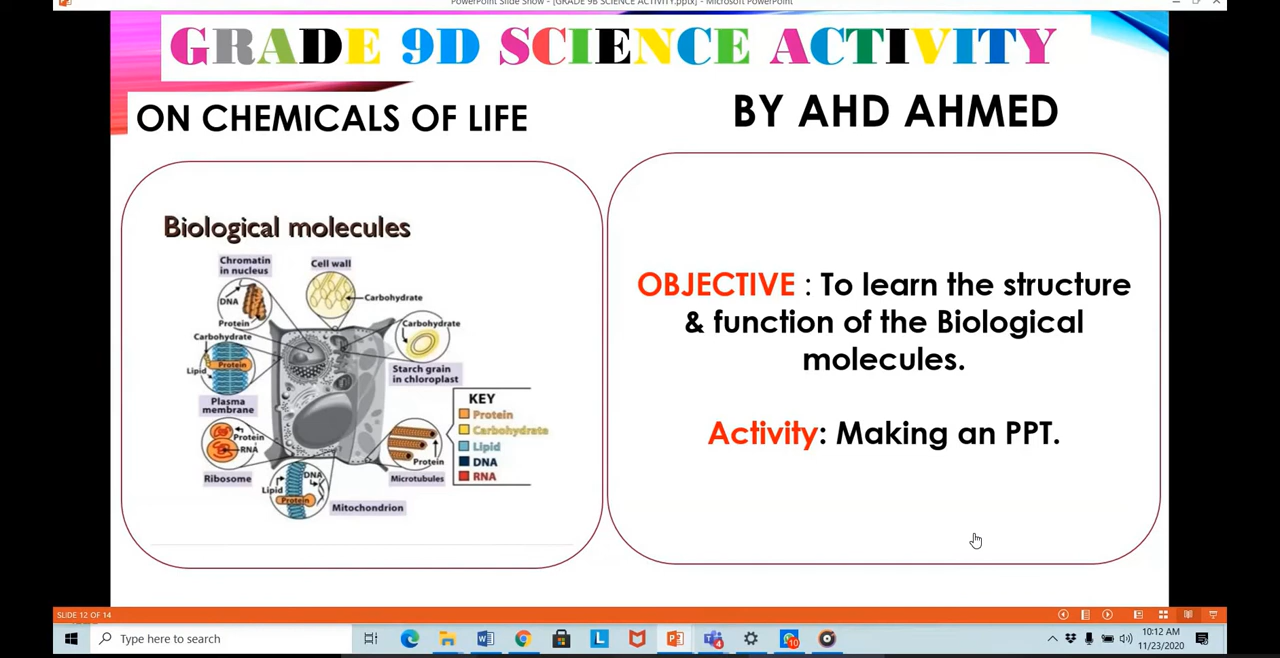 PowerPoint Slide Show - [GRADE 9B SCIENCE ACTIVITY.pptx] - Microsoft PowerPoint
GRADE 9D SCIENCE ACTIVITY
ON CHEMICALS OF LIFE
BY AHD AHMED
Biological molecules
Chromatin
in nucleus
DNA
Protein
Cell wall
Carbohydrate
Carbohydrate
Starch grain
in chloroplast
Carbohydrate
Protein
Lipid
Plasma
membrane
Protein
RNA
Ribosome
DNA
Lipid
Protein
Mitochondrion
Protein
Microtubules
KEY
Protein
Carbohydrate
Lipid
DNA
RNA
OBJECTIVE : To learn the structure
& function of the Biological
molecules.
Activity: Making an PPT.
SLIDE 12 OF 14
Type here to search
L
4
10
10:12 AM
11/23/2020